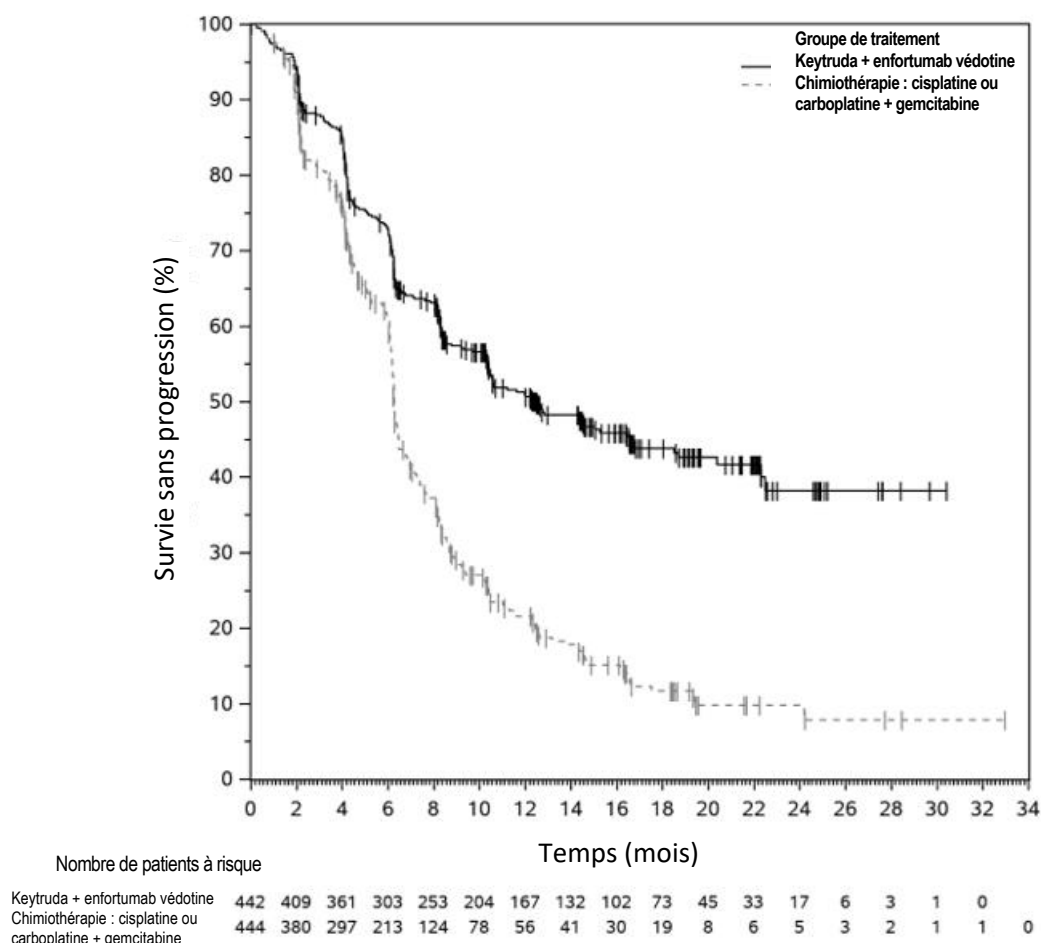 Groupe de traitement
Keytruda + enfortumab védotine
Chimiothérapie : cisplatine ou
carboplatine + gemcitabine
Survie sans progression (%)
100
90
80
70
60
50
40
30
20
10
0
0 2 4 6 8 10 12 14 16 18 20 22 24 26 28 30 32 34
Temps (mois)
Nombre de patients à risque
Keytruda + enfortumab védotine 442 409 361 303 253 204 167 132 102 73 45 33 17 6 3 1 0
Chimiothérapie : cisplatine ou
carboplatine + gemcitabine 444 380 297 213 124 78 56 41 30 19 8 6 5 3 2 1 1 0